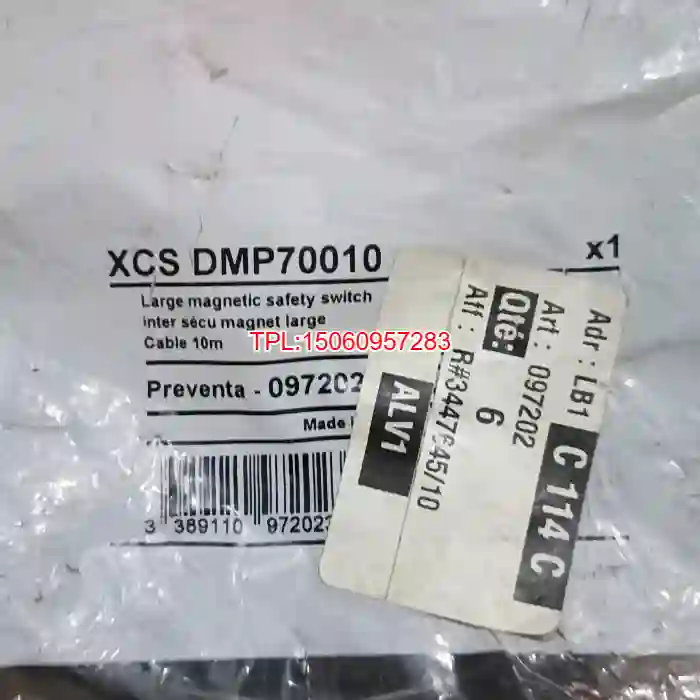 XCS DMP70010
x1
Large magnetic safety switch
inter sécu magnet large
Cable 10m
TPL:15060957283
Preventa - 097202
Made
3 389110 972023
Adr : LB1 C 114 C
Art : 097202
Qté: 6
Aff : R#3447645/10
ALV1